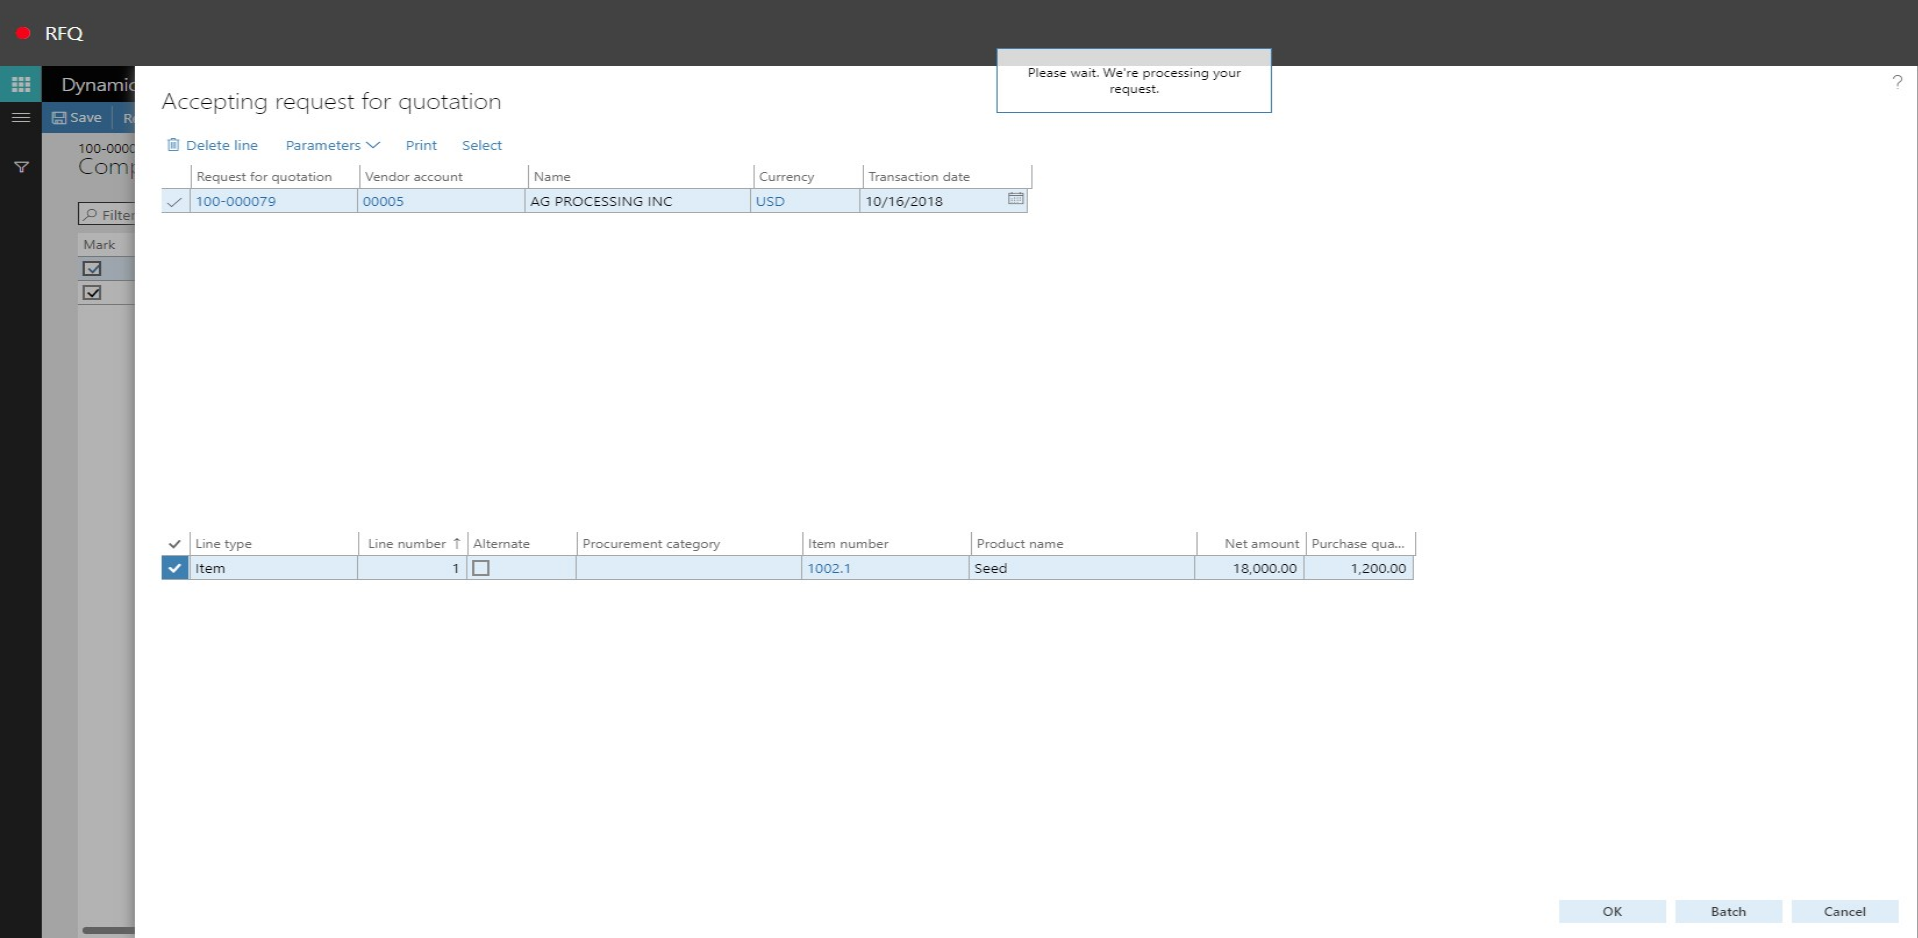 RFQ
Please wait. We're processing your
request.
Dynamic
?
Accepting request for quotation
Save
Re
100-0000
Comp
Delete line Parameters Print Select
Request for quotation Vendor account Name Currency Transaction date
100-000079 00005 AG PROCESSING INC USD 10/16/2018
Filter
Mark
Line type Line number ↑ Alternate Procurement category Item number Product name Net amount Purchase qua...
Item 1 1002.1 Seed 18,000.00 1,200.00
OK Batch Cancel